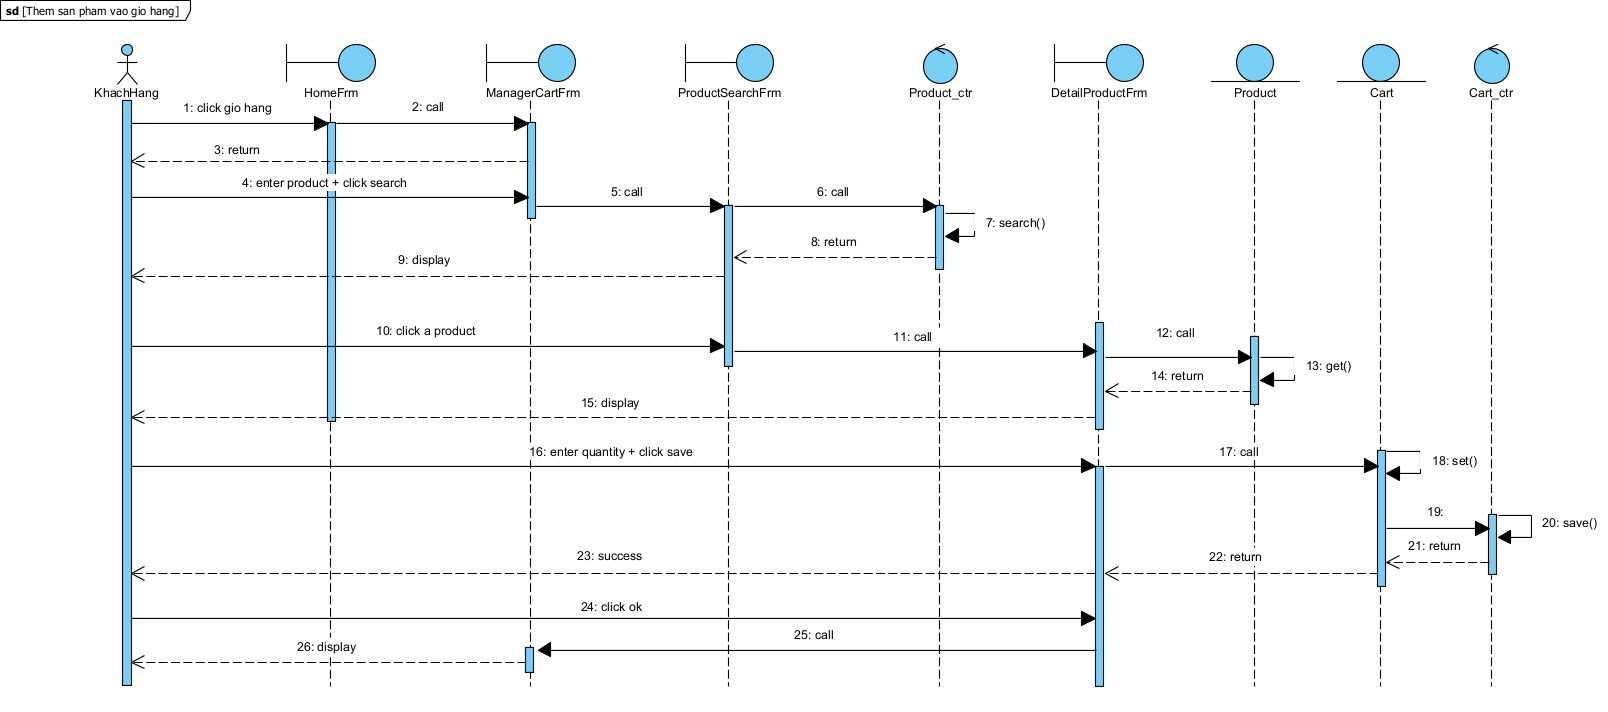 sd [Them san pham vao gio hang]
KhachHang
HomeFrm
ManagerCartFrm
ProductSearchFrm
Product_ctr
DetailProductFrm
Product
Cart
Cart_ctr
1: click gio hang
2: call
3: return
4: enter product + click search
5: call
6: call
7: search()
8: return
9: display
10: click a product
11: call
12: call
13: get()
14: return
15: display
16: enter quantity + click save
17: call
18: set()
19:
20: save()
21: return
22: return
23: success
24: click ok
25: call
26: display